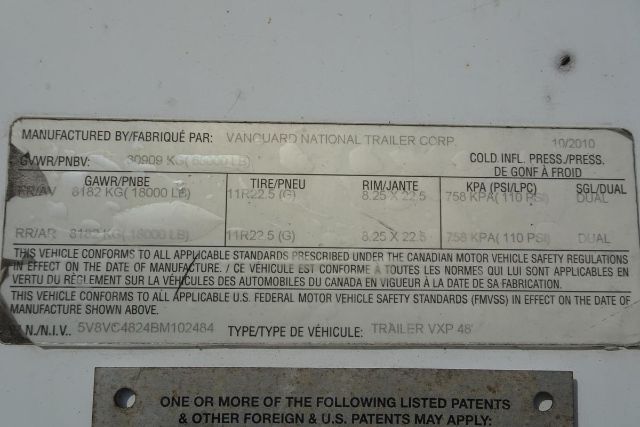 MANUFACTURED BY/FABRIQUÉ PAR: VANGUARD NATIONAL TRAILER CORP. 10/2010
GVWR/PNBV: 30909 KG( 68000 LB) COLD INFL. PRESS./PRESS.
DE GONF À FROID
GAWR/PNBE TIRE/PNEU RIM/JANTE KPA (PSI/LPC) SGL/DUAL
FR/AV 8182 KG( 18000 LB) 11R22.5 (G) 8.25 X 22.5 758 KPA( 110 PSI) DUAL
RR/AR 8182 KG( 18000 LB) 11R22.5 (G) 8.25 X 22.5 758 KPA( 110 PSI) DUAL
THIS VEHICLE CONFORMS TO ALL APPLICABLE STANDARDS PRESCRIBED UNDER THE CANADIAN MOTOR VEHICLE SAFETY REGULATIONS
IN EFFECT ON THE DATE OF MANUFACTURE. / CE VÉHICULE EST CONFORME À TOUTES LES NORMES QUI LUI SONT APPLICABLES EN
VERTU DU RÈGLEMENT SUR LA VÉHICULES DES AUTOMOBILES DU CANADA EN VIGUEUR À LA DATE DE SA FABRICATION.
THIS VEHICLE CONFORMS TO ALL APPLICABLE U.S. FEDERAL MOTOR VEHICLE SAFETY STANDARDS (FMVSS) IN EFFECT ON THE DATE OF
MANUFACTURE SHOWN ABOVE.
N./N.I.V.. 5V8VC4824BM102484 TYPE/TYPE DE VÉHICULE: TRAILER VXP 48'
ONE OR MORE OF THE FOLLOWING LISTED PATENTS
& OTHER FOREIGN & U.S. PATENTS MAY APPLY: